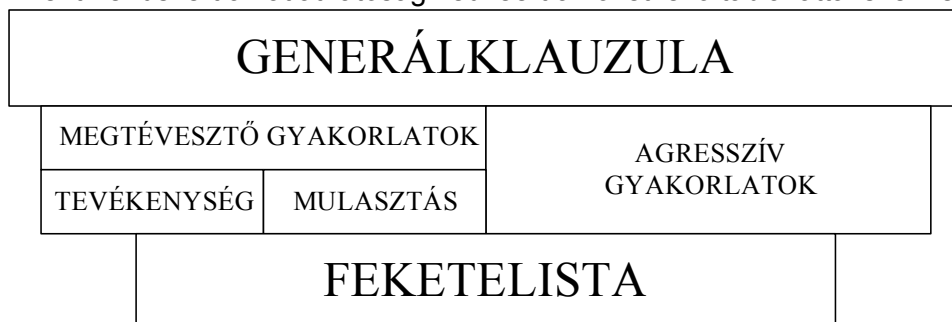 GENERÁLKLAUZULA
MEGTÉVESZTŐ GYAKORLATOK
AGRESSZÍV
GYAKORLATOK
TEVÉKENYSÉG
MULASZTÁS
FEKETELISTA